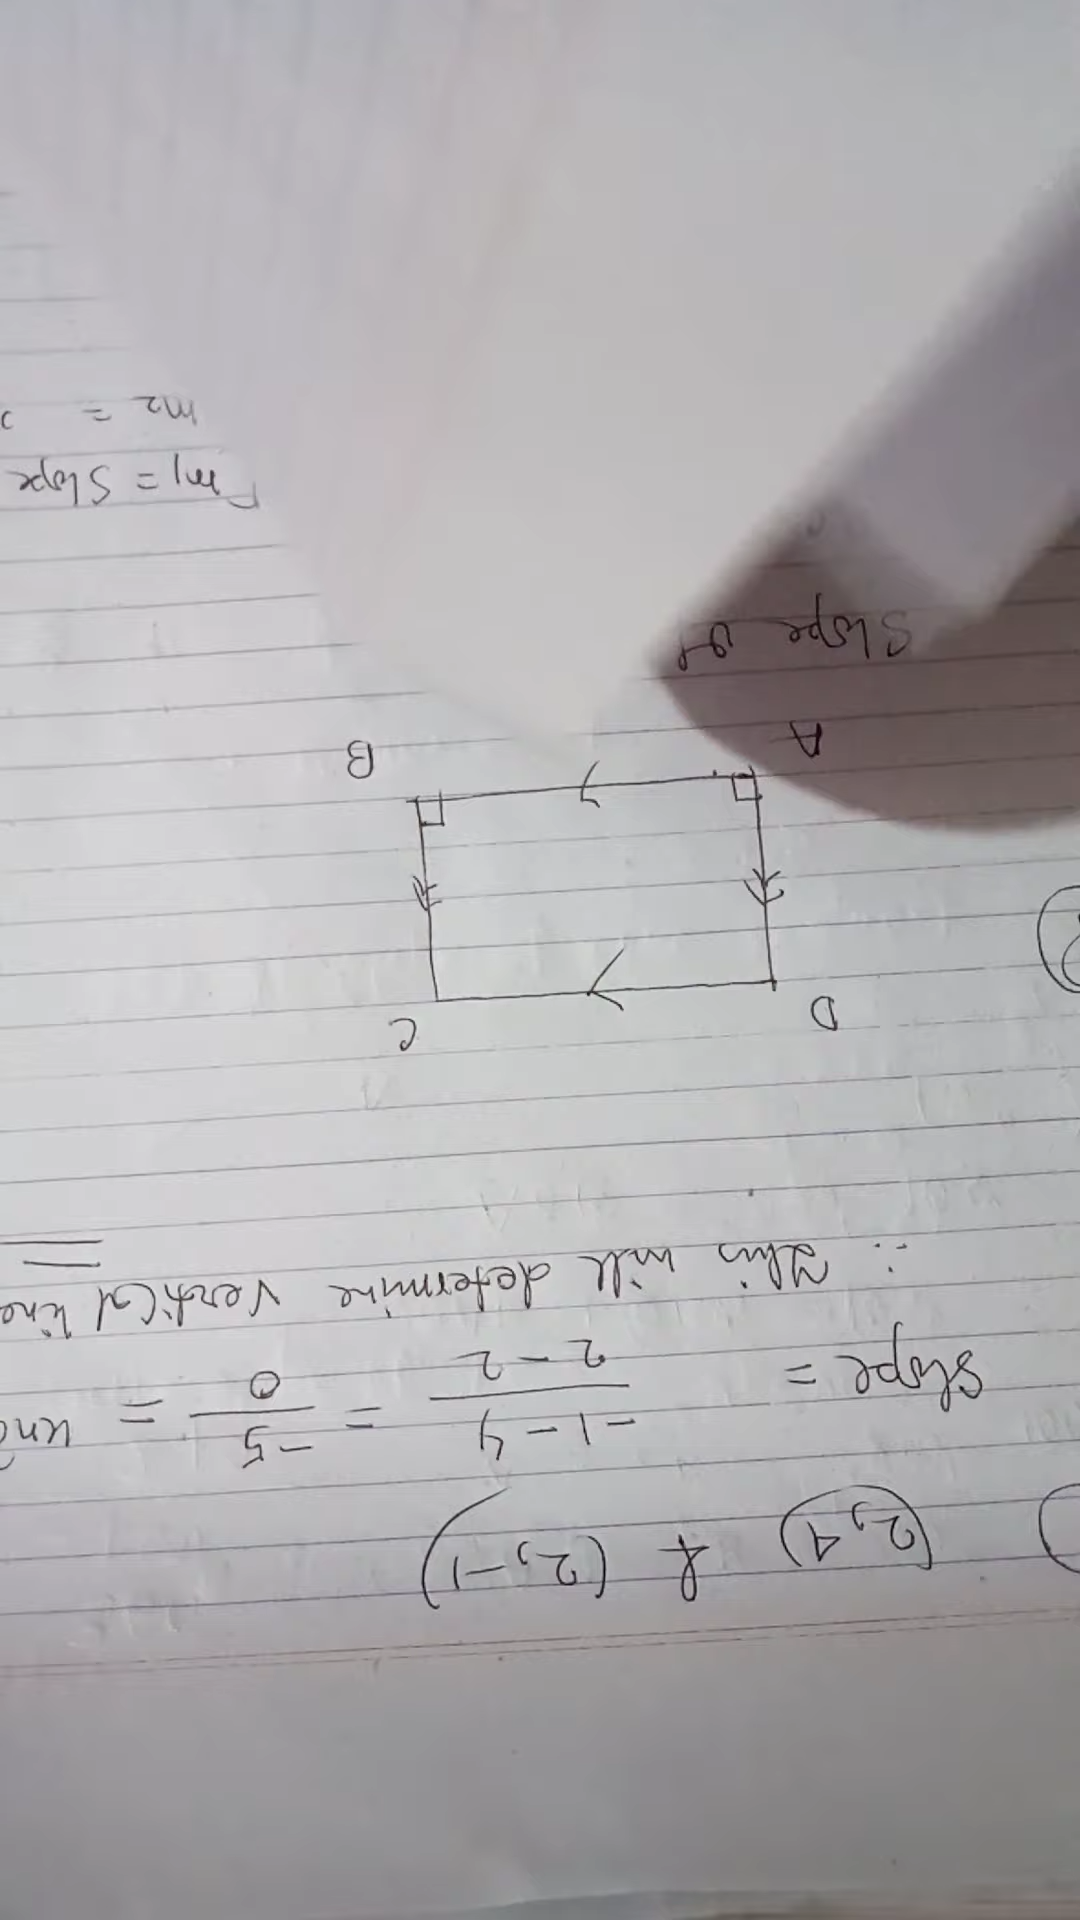 (2,4) & (2,-1)
Slope = -1-4 / 2-2 = -5 / 0 =
∴ This will determine vertical line
D C
A B
Slope of
m1 = Slope
m2 =